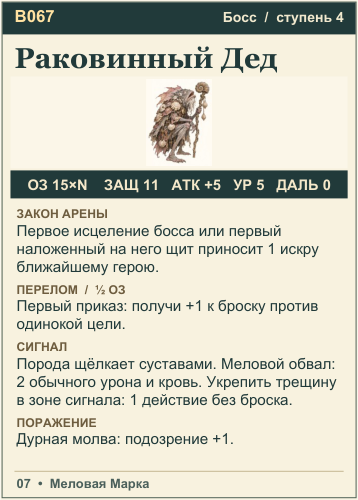 B067
Босс / ступень 4
Раковинный Дед
ОЗ 15×N ЗАЩ 11 АТК +5 УР 5 ДАЛЬ 0
ЗАКОН АРЕНЫ
Первое исцеление босса или первый
наложенный на него щит приносит 1 искру
ближайшему герою.
ПЕРЕЛОМ / ½ ОЗ
Первый приказ: получи +1 к броску против
одинокой цели.
СИГНАЛ
Порода щёлкает суставами. Меловой обвал:
2 обычного урона и кровь. Укрепить трещину
в зоне сигнала: 1 действие без броска.
ПОРАЖЕНИЕ
Дурная молва: подозрение +1.
07 • Меловая Марка